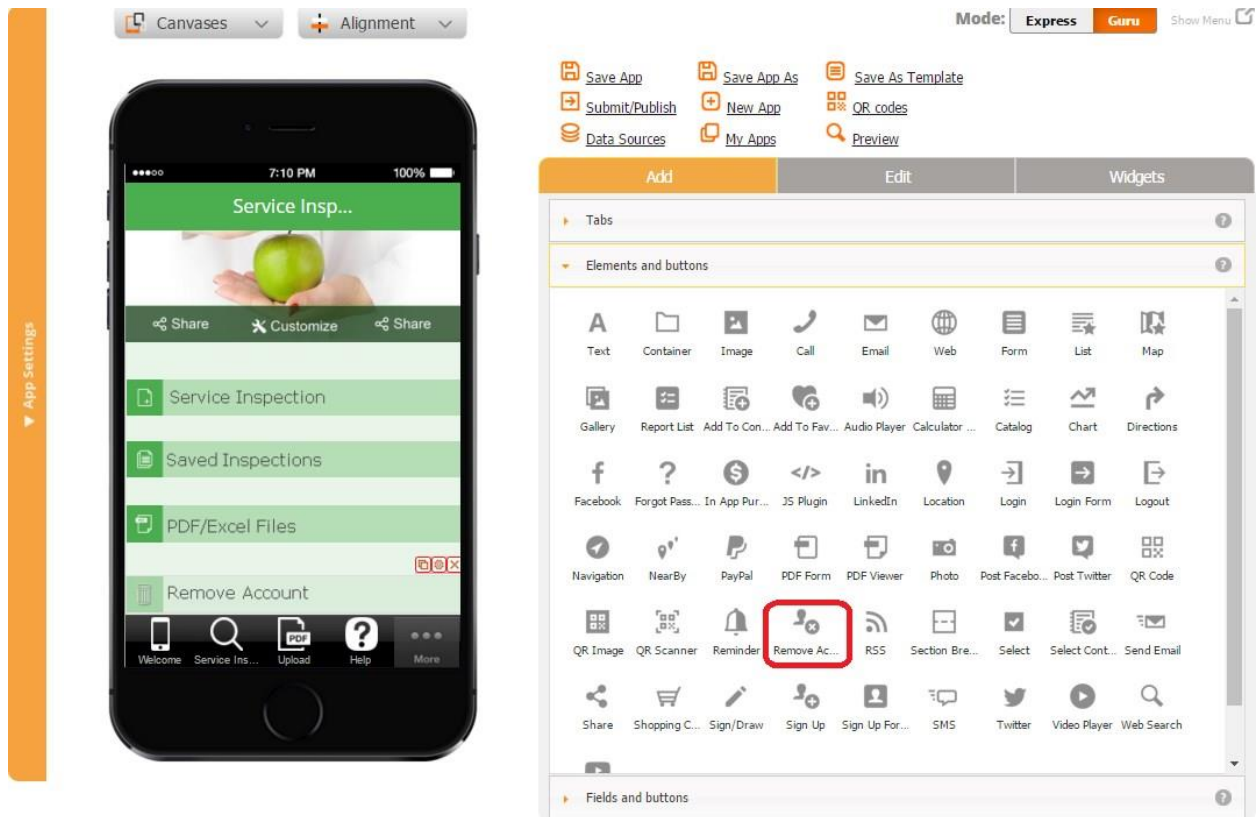 Canvases
Alignment
Mode: Express Guru Show Menu
Save App Save App As Save As Template
Submit/Publish New App QR codes
Data Sources My Apps Preview
Add Edit Widgets
Tabs ?
Elements and buttons ?
Text Container Image Call Email Web Form List Map
Gallery Report List Add To Con... Add To Fav... Audio Player Calculator ... Catalog Chart Directions
Facebook Forgot Pass... In App Pur... JS Plugin LinkedIn Location Login Login Form Logout
Navigation NearBy PayPal PDF Form PDF Viewer Photo Post Facebo... Post Twitter QR Code
QR Image QR Scanner Reminder Remove Ac... RSS Section Bre... Select Select Cont... Send Email
Share Shopping C... Sign/Draw Sign Up Sign Up For... SMS Twitter Video Player Web Search
Fields and buttons ?
App Settings
7:10 PM 100%
Service Insp...
Share Customize Share
Service Inspection
Saved Inspections
PDF/Excel Files
Remove Account
PDF
Welcome Service Ins... Upload Help More